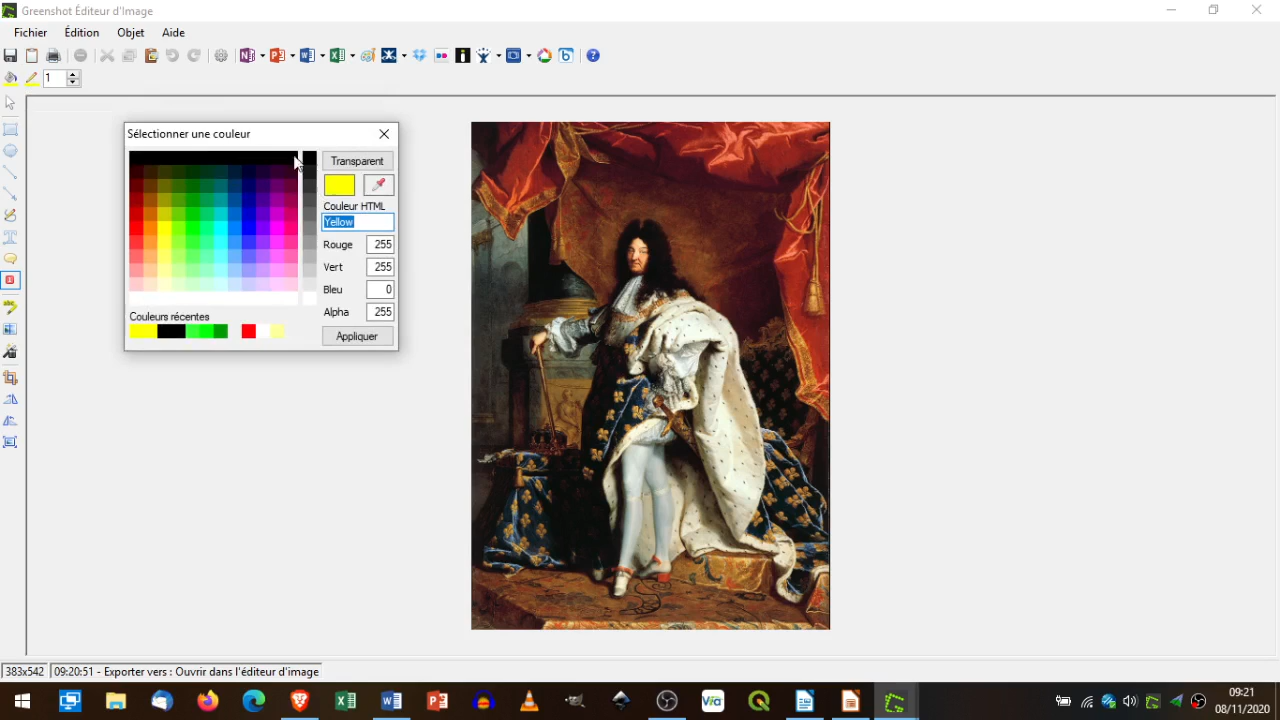 Greenshot Éditeur d'Image
Fichier Édition Objet Aide
1
Sélectionner une couleur
Transparent
Couleur HTML
Yellow
Rouge 255
Vert 255
Bleu 0
Alpha 255
Couleurs récentes
Appliquer
383x542 09:20:51 - Exporter vers : Ouvrir dans l'éditeur d'image
Via
09:21
08/11/2020